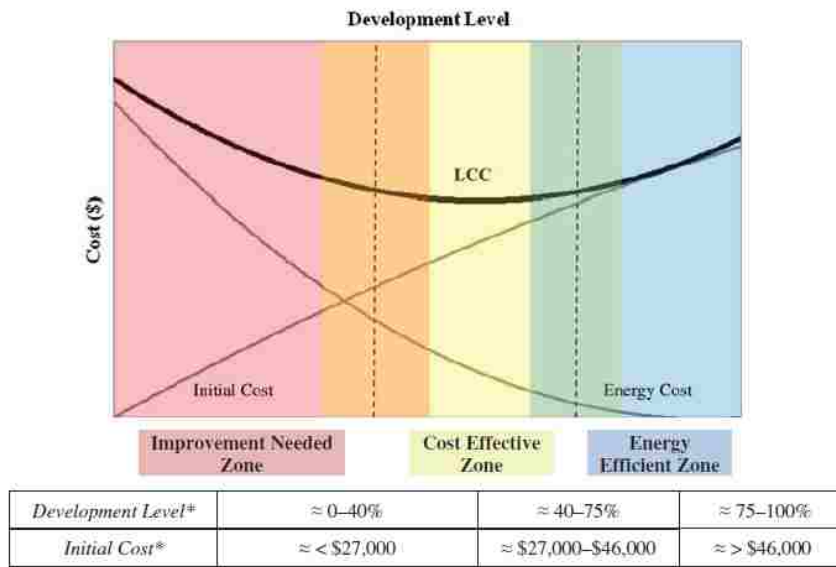 Development Level
Cost ($)
LCC
Initial Cost
Energy Cost
Improvement Needed
Zone
Cost Effective
Zone
Energy
Efficient Zone
Development Level* ≈ 0–40% ≈ 40–75% ≈ 75–100%
Initial Cost* ≈ < $27,000 ≈ $27,000–$46,000 ≈ > $46,000